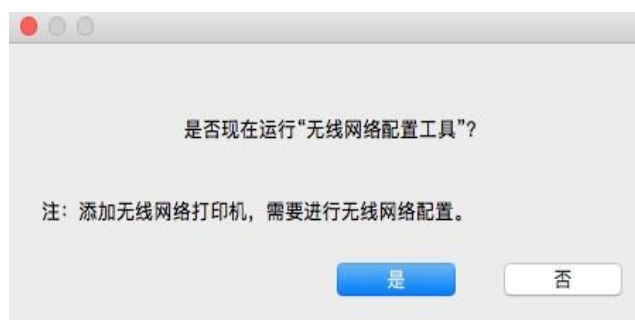 是否现在运行“无线网络配置工具”?
注：添加无线网络打印机，需要进行无线网络配置。
是
否